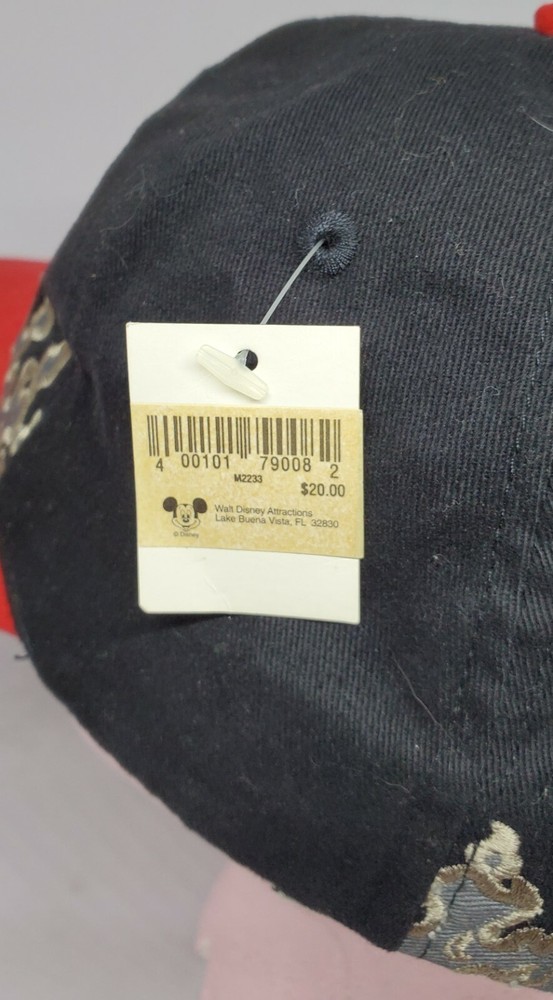 4 00101 79008 2
M2233
$20.00
Walt Disney Attractions
Lake Buena Vista, FL 32830
© Disney